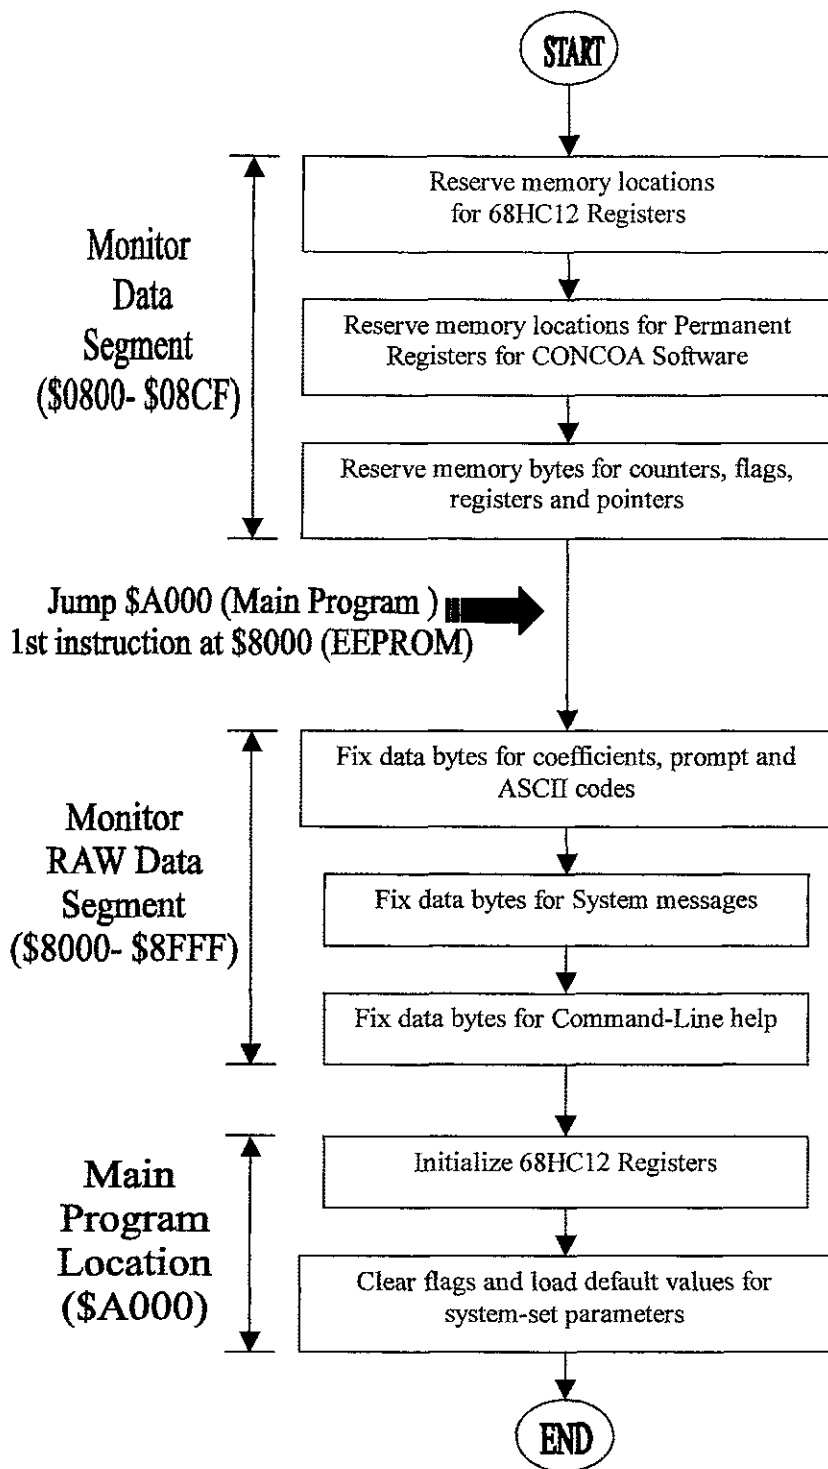 START
Reserve memory locations
for 68HC12 Registers
Monitor
Data
Segment
($0800- $08CF)
Reserve memory locations for Permanent
Registers for CONCOA Software
Reserve memory bytes for counters, flags,
registers and pointers
Jump $A000 (Main Program )
1st instruction at $8000 (EEPROM)
Fix data bytes for coefficients, prompt and
ASCII codes
Monitor
RAW Data
Segment
($8000- $8FFF)
Fix data bytes for System messages
Fix data bytes for Command-Line help
Main
Program
Location
($A000)
Initialize 68HC12 Registers
Clear flags and load default values for
system-set parameters
END